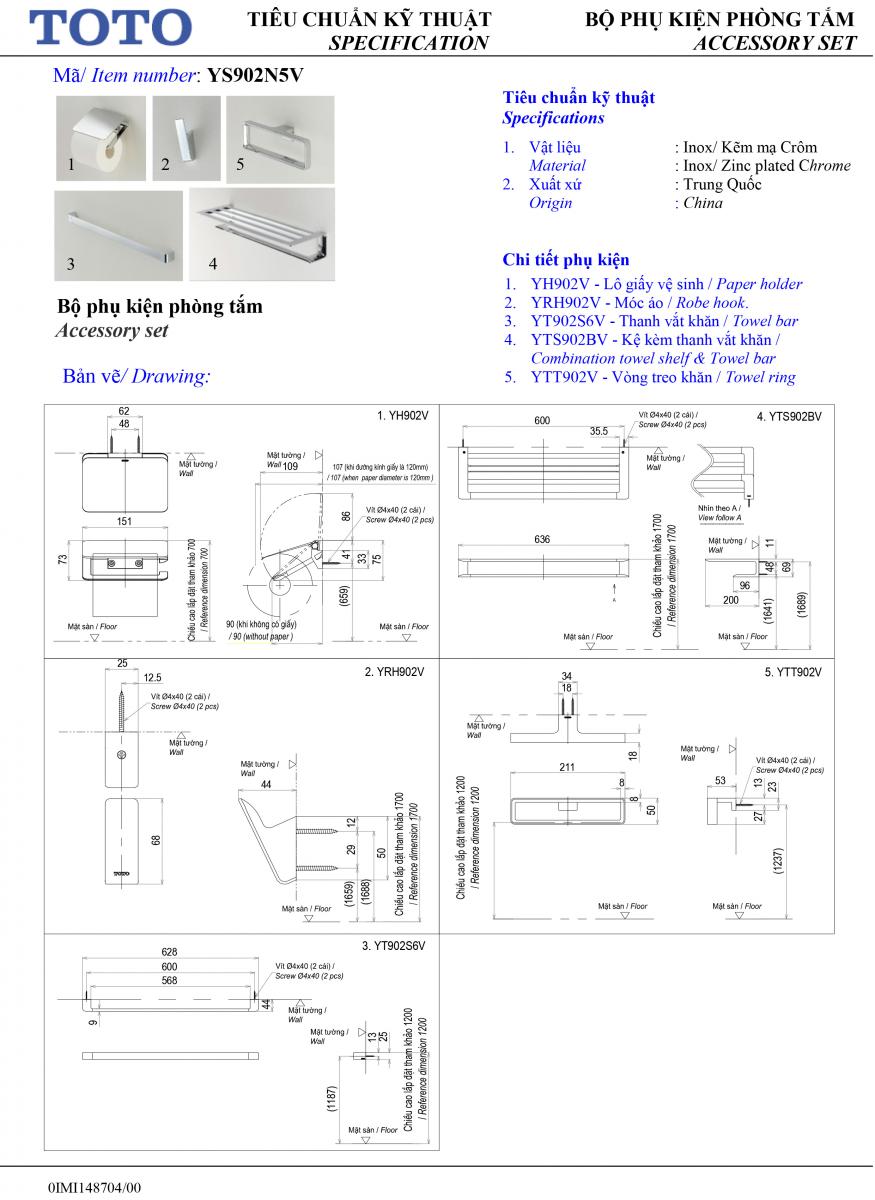 TOTO
TIÊU CHUẨN KỸ THUẬT
SPECIFICATION
BỘ PHỤ KIỆN PHÒNG TẮM
ACCESSORY SET
Mã/ Item number: YS902N5V
1
2
5
3
4
Bộ phụ kiện phòng tắm
Accessory set
Bản vẽ/ Drawing:
Tiêu chuẩn kỹ thuật
Specifications
1. Vật liệu : Inox/ Kẽm mạ Crôm
Material : Inox/ Zinc plated Chrome
2. Xuất xứ : Trung Quốc
Origin : China
Chi tiết phụ kiện
1. YH902V - Lô giấy vệ sinh / Paper holder
2. YRH902V - Móc áo / Robe hook.
3. YT902S6V - Thanh vắt khăn / Towel bar
4. YTS902BV - Kệ kèm thanh vắt khăn /
Combination towel shelf & Towel bar
5. YTT902V - Vòng treo khăn / Towel ring
1. YH902V
62
48
Mặt tường /
Wall
151
73
Chiều cao lắp đặt tham khảo 700
/ Reference dimension 700
Mặt sàn / Floor
Mặt tường /
Wall
109
107 (khi đường kính giấy là 120mm)
/ 107 (when paper diameter is 120mm )
Vít Ø4x40 (2 cái) /
Screw Ø4x40 (2 pcs)
86
41
33
75
(659)
90 (khi không có giấy)
/ 90 (without paper )
Mặt sàn / Floor
4. YTS902BV
600
35.5
Vít Ø4x40 (2 cái) /
Screw Ø4x40 (2 pcs)
Mặt tường /
Wall
Nhìn theo A /
View follow A
636
A
Chiều cao lắp đặt tham khảo 1700
/ Reference dimension 1700
Mặt tường /
Wall
11
48
69
96
200
(1641)
(1689)
Mặt sàn / Floor
Mặt sàn / Floor
2. YRH902V
25
12.5
Vít Ø4x40 (2 cái) /
Screw Ø4x40 (2 pcs)
Mặt tường /
Wall
68
TOTO
Mặt tường /
Wall
44
12
29
50
(1659)
(1688)
Chiều cao lắp đặt tham khảo 1700
/ Reference dimension 1700
Mặt sàn / Floor
5. YTT902V
34
18
Mặt tường /
Wall
18
211
8
8
50
Chiều cao lắp đặt tham khảo 1200
/ Reference dimension 1200
Mặt tường /
Wall
53
Vít Ø4x40 (2 cái) /
Screw Ø4x40 (2 pcs)
13
23
27
(1237)
Mặt sàn / Floor
Mặt sàn / Floor
3. YT902S6V
628
600
568
Vít Ø4x40 (2 cái) /
Screw Ø4x40 (2 pcs)
44
9
Mặt tường /
Wall
Mặt tường /
Wall
13
25
(1187)
Chiều cao lắp đặt tham khảo 1200
/ Reference dimension 1200
Mặt sàn / Floor
0IMI148704/00